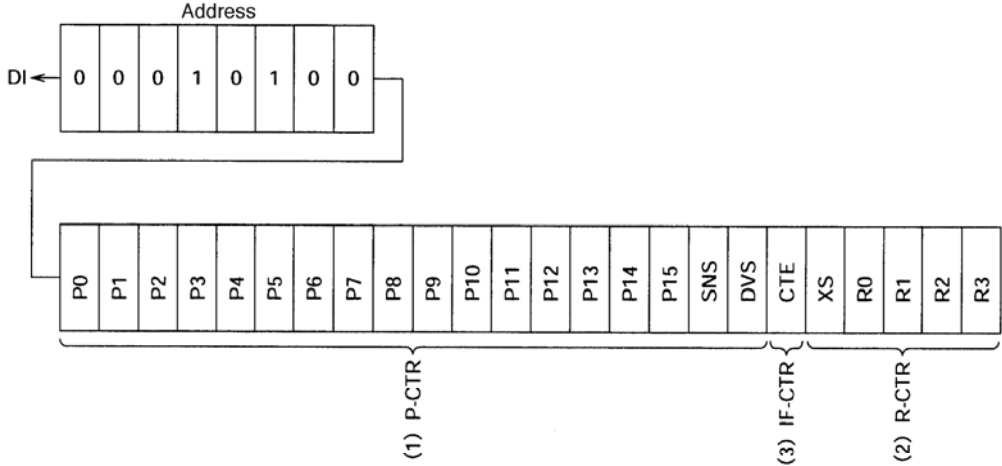 Address
DI 0 0 0 1 0 1 0 0
P0 P1 P2 P3 P4 P5 P6 P7 P8 P9 P10 P11 P12 P13 P14 P15 SNS DVS CTE XS R0 R1 R2 R3
(1) P-CTR
(3) IF-CTR
(2) R-CTR